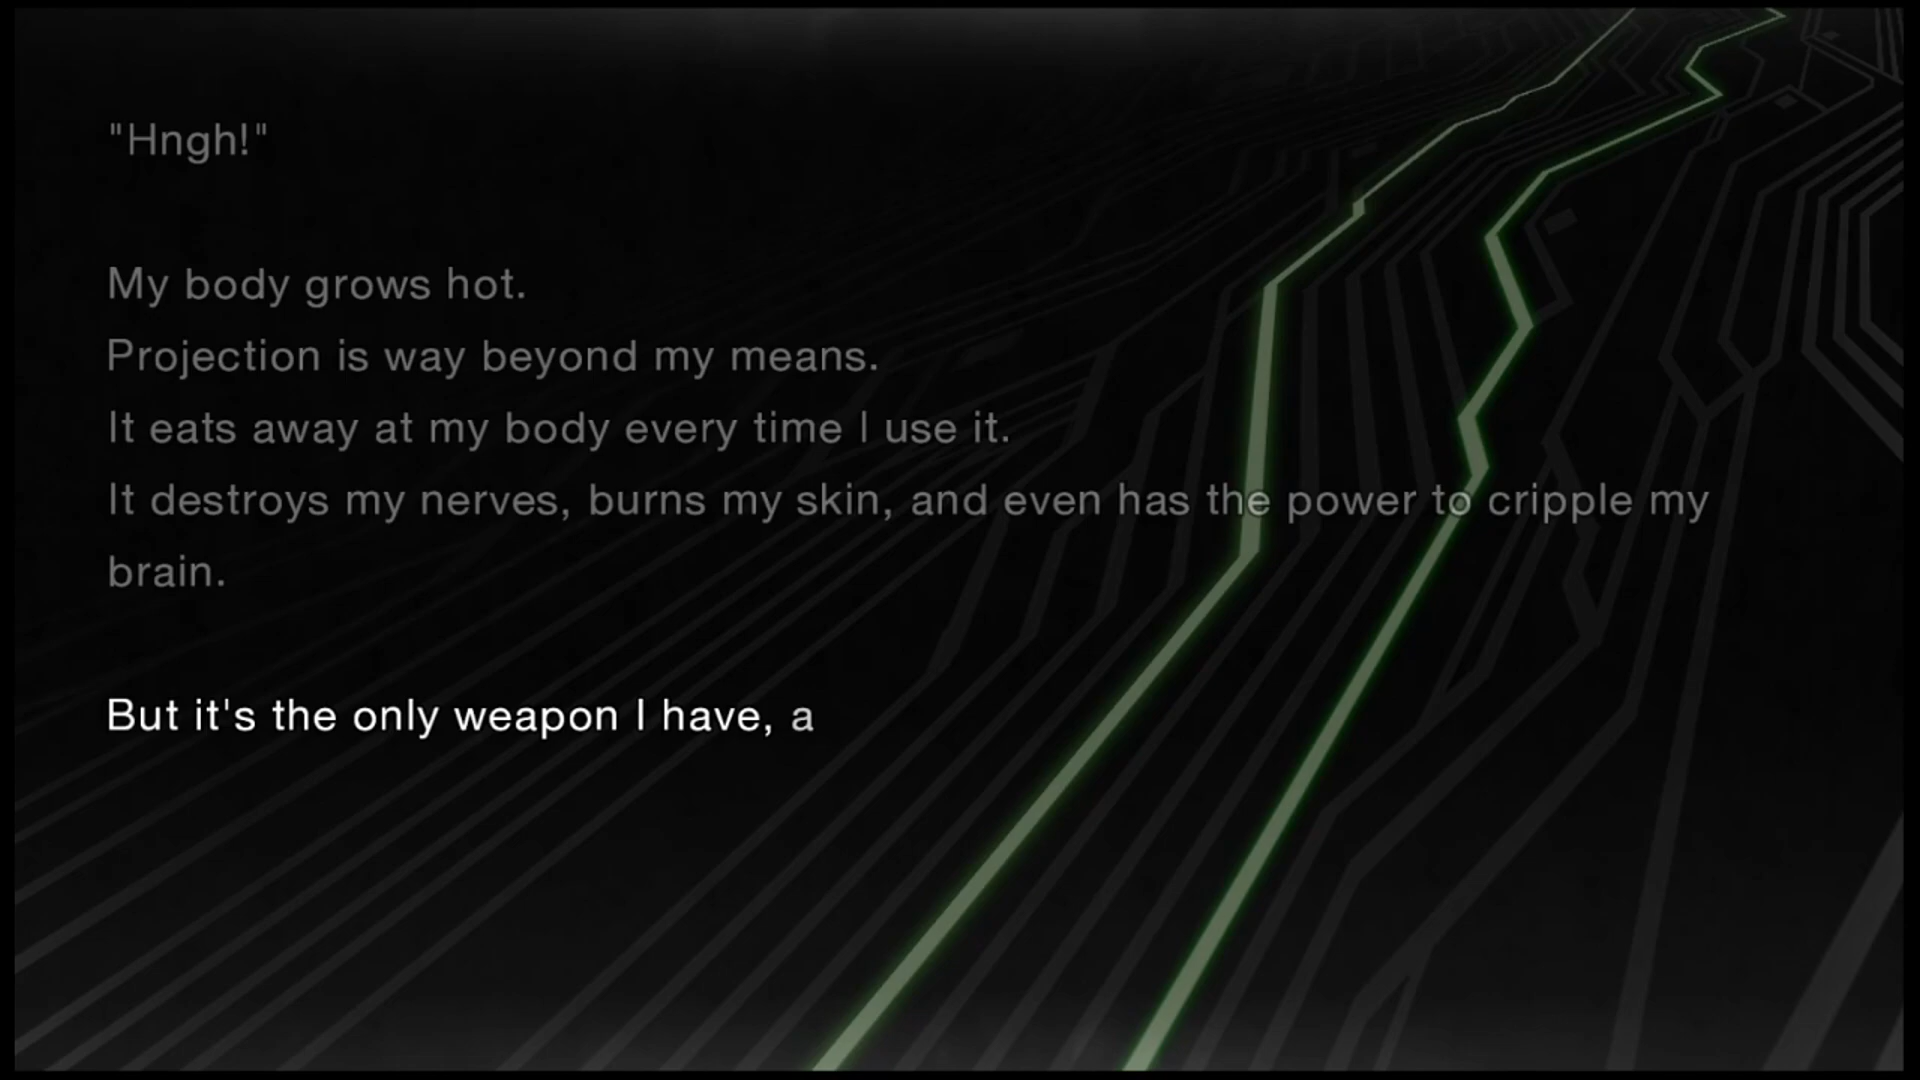 "Hngh!"
My body grows hot.
Projection is way beyond my means.
It eats away at my body every time I use it.
It destroys my nerves, burns my skin, and even has the power to cripple my
brain.
But it's the only weapon I have, a